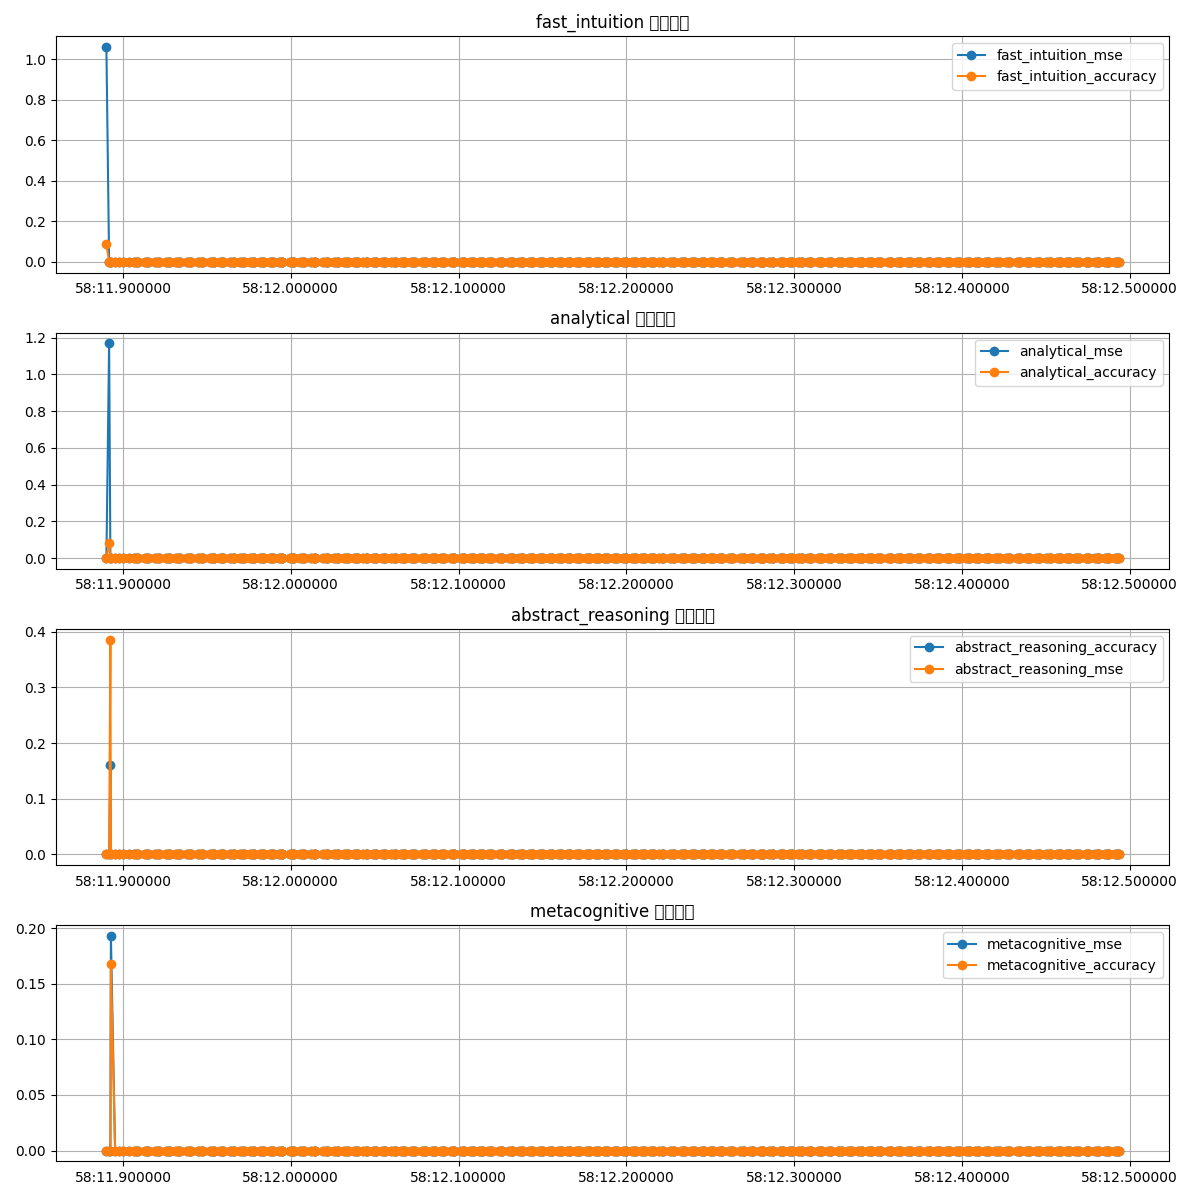 fast_intuition
fast_intuition_mse
fast_intuition_accuracy
1.0
0.8
0.6
0.4
0.2
0.0
58:11.900000 58:12.000000 58:12.100000 58:12.200000 58:12.300000 58:12.400000 58:12.500000
analytical
analytical_mse
analytical_accuracy
1.2
1.0
0.8
0.6
0.4
0.2
0.0
58:11.900000 58:12.000000 58:12.100000 58:12.200000 58:12.300000 58:12.400000 58:12.500000
abstract_reasoning
abstract_reasoning_accuracy
abstract_reasoning_mse
0.4
0.3
0.2
0.1
0.0
58:11.900000 58:12.000000 58:12.100000 58:12.200000 58:12.300000 58:12.400000 58:12.500000
metacognitive
metacognitive_mse
metacognitive_accuracy
0.20
0.15
0.10
0.05
0.00
58:11.900000 58:12.000000 58:12.100000 58:12.200000 58:12.300000 58:12.400000 58:12.500000